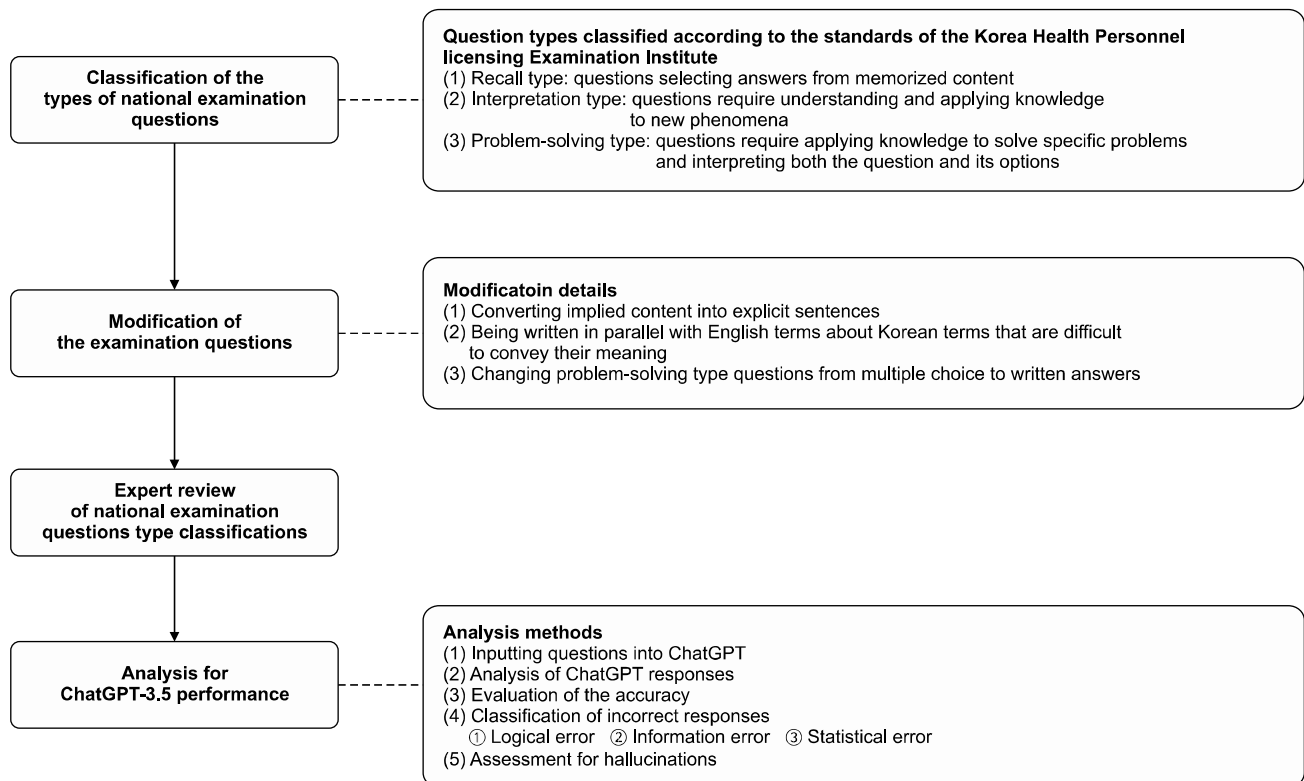 Classification of the
types of national examination
questions
Question types classified according to the standards of the Korea Health Personnel
licensing Examination Institute
(1) Recall type: questions selecting answers from memorized content
(2) Interpretation type: questions require understanding and applying knowledge
to new phenomena
(3) Problem-solving type: questions require applying knowledge to solve specific problems
and interpreting both the question and its options
Modification of
the examination questions
Modificatoin details
(1) Converting implied content into explicit sentences
(2) Being written in parallel with English terms about Korean terms that are difficult
to convey their meaning
(3) Changing problem-solving type questions from multiple choice to written answers
Expert review
of national examination
questions type classifications
Analysis for
ChatGPT-3.5 performance
Analysis methods
(1) Inputting questions into ChatGPT
(2) Analysis of ChatGPT responses
(3) Evaluation of the accuracy
(4) Classification of incorrect responses
① Logical error ② Information error ③ Statistical error
(5) Assessment for hallucinations